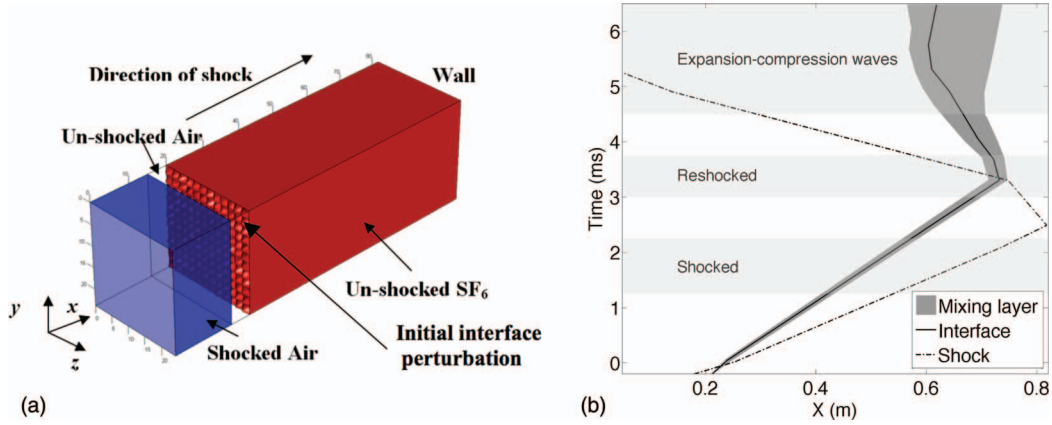 Direction of shock
Wall
Un-shocked Air
Un-shocked SF6
Initial interface
perturbation
Shocked Air
y
x
z
(a)
6
5
4
3
2
1
0
Time (ms)
Expansion-compression waves
Reshocked
Shocked
Mixing layer
Interface
Shock
0.2
0.4
0.6
0.8
X (m)
(b)